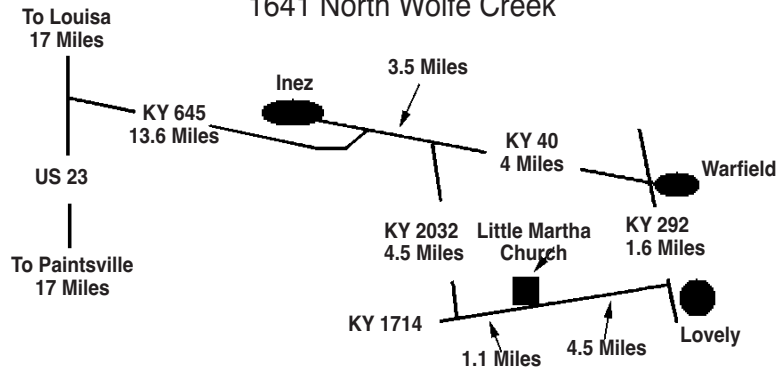 1641 North Wolfe Creek
To Louisa
17 Miles
Inez
3.5 Miles
KY 645
13.6 Miles
KY 40
4 Miles
Warfield
US 23
KY 2032
4.5 Miles
Little Martha
Church
KY 292
1.6 Miles
To Paintsville
17 Miles
KY 1714
Lovely
1.1 Miles
4.5 Miles